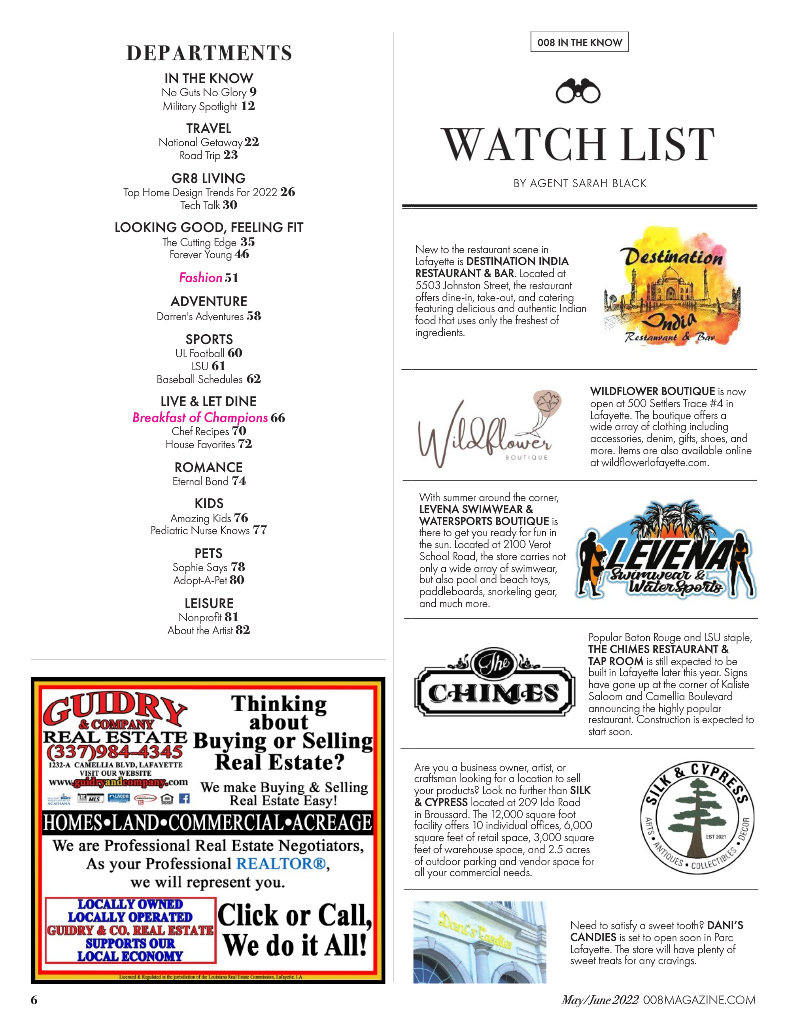 DEPARTMENTS
IN THE KNOW
No Guts No Glory 9
Military Spotlight 12
TRAVEL
National Getaway 22
Road Trip 23
GR8 LIVING
Top Home Design Trends For 2022 26
Tech Talk 30
LOOKING GOOD, FEELING FIT
The Cutting Edge 35
Forever Young 46
Fashion 51
ADVENTURE
Darren's Adventures 58
SPORTS
UL Football 60
LSU 61
Baseball Schedules 62
LIVE & LET DINE
Breakfast of Champions 66
Chef Recipes 70
House Favorites 72
ROMANCE
Eternal Bond 74
KIDS
Amazing Kids 76
Pediatric Nurse Knows 77
PETS
Sophie Says 78
Adopt-A-Pet 80
LEISURE
Nonprofit 81
About the Artist 82
GUIDRY
& COMPANY
REAL ESTATE
(337)984-4345
1232-A CAMELLIA BLVD, LAFAYETTE
VISIT OUR WEBSITE
www.guidryandcompany.com
MLS
Thinking
about
Buying or Selling
Real Estate?
We make Buying & Selling
Real Estate Easy!
HOMES•LAND•COMMERCIAL•ACREAGE
We are Professional Real Estate Negotiators,
As your Professional REALTOR®,
we will represent you.
LOCALLY OWNED
LOCALLY OPERATED
GUIDRY & CO. REAL ESTATE
SUPPORTS OUR
LOCAL ECONOMY
Click or Call,
We do it All!
Licensed & Regulated in the jurisdiction of the Louisiana Real Estate Commission, Lafayette, LA
008 IN THE KNOW
WATCH LIST
BY AGENT SARAH BLACK
New to the restaurant scene in
Lafayette is DESTINATION INDIA
RESTAURANT & BAR. Located at
5503 Johnston Street, the restaurant
offers dine-in, take-out, and catering
featuring delicious and authentic Indian
food that uses only the freshest of
ingredients.
Destination
India
Restaurant & Bar
Wildflower
BOUTIQUE
WILDFLOWER BOUTIQUE is now
open at 500 Settlers Trace #4 in
Lafayette. The boutique offers a
wide array of clothing including
accessories, denim, gifts, shoes, and
more. Items are also available online
at wildflowerlafayette.com.
With summer around the corner,
LEVENA SWIMWEAR &
WATERSPORTS BOUTIQUE is
there to get you ready for fun in
the sun. Located at 2100 Verot
School Road, the store carries not
only a wide array of swimwear,
but also pool and beach toys,
paddleboards, snorkeling gear,
and much more.
LEVENA
Swimwear &
WaterSports
The
CHIMES
Popular Baton Rouge and LSU staple,
THE CHIMES RESTAURANT &
TAP ROOM is still expected to be
built in Lafayette later this year. Signs
have gone up at the corner of Kaliste
Saloom and Camellia Boulevard
announcing the highly popular
restaurant. Construction is expected to
start soon.
Are you a business owner, artist, or
craftsman looking for a location to sell
your products? Look no further than SILK
& CYPRESS located at 209 Ida Road
in Broussard. The 12,000 square foot
facility offers 10 individual offices, 6,000
square feet of retail space, 3,000 square
feet of warehouse space, and 2.5 acres
of outdoor parking and vendor space for
all your commercial needs.
SILK & CYPRESS
EST 2021
ARTS • ANTIQUES • COLLECTIBLES • DECOR
Dani's Candies
Need to satisfy a sweet tooth? DANI'S
CANDIES is set to open soon in Parc
Lafayette. The store will have plenty of
sweet treats for any cravings.
6
May/June 2022 008MAGAZINE.COM